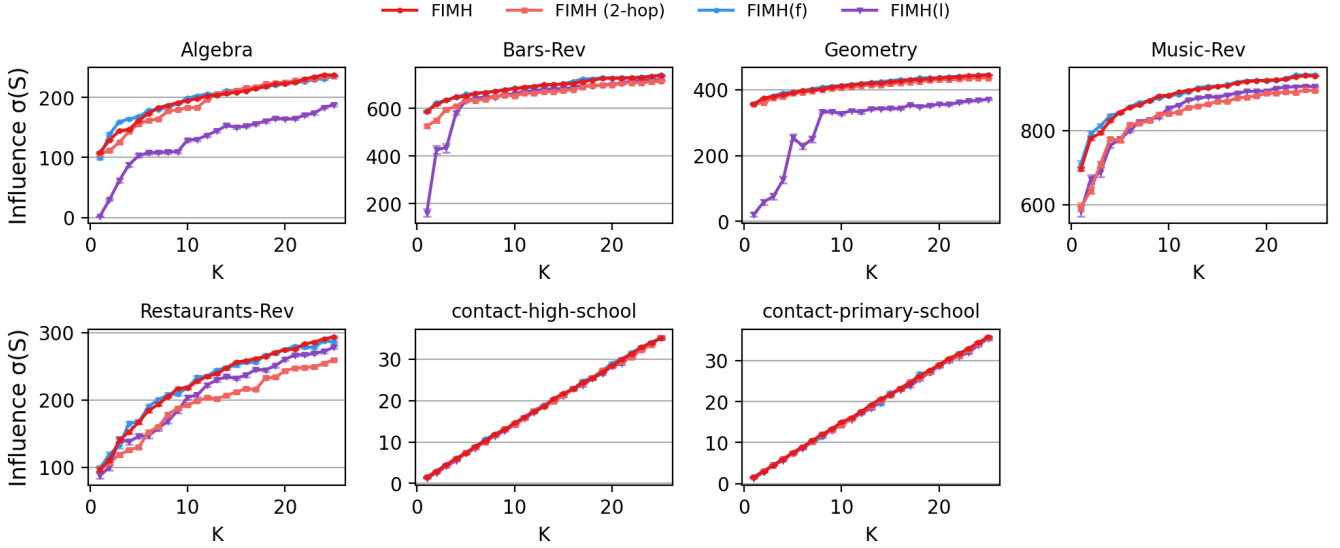 FIMH FIMH (2-hop) FIMH(f) FIMH(l)
Algebra Bars-Rev Geometry Music-Rev
Influence σ(S)
200
100
0
0 10 20
K
600
400
200
0 10 20
K
400
200
0
0 10 20
K
800
600
0 10 20
K
Restaurants-Rev contact-high-school contact-primary-school
Influence σ(S)
300
200
100
0 10 20
K
30
20
10
0
0 10 20
K
30
20
10
0
0 10 20
K